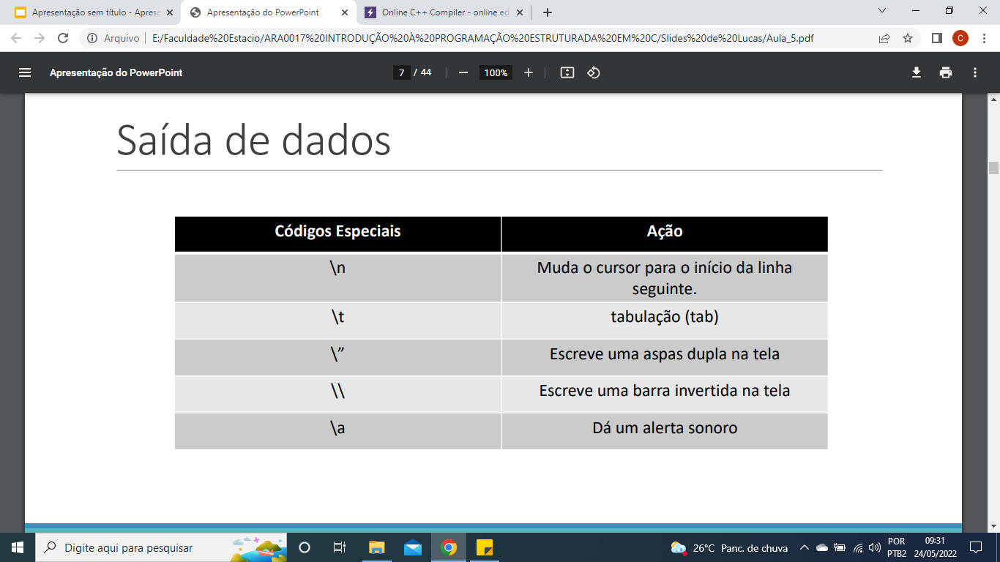 Apresentação sem título - Aprese
Apresentação do PowerPoint
Online C++ Compiler - online ed
Arquivo
E:/Faculdade%20Estacio/ARA0017%20INTRODUÇÃO%20À%20PROGRAMAÇÃO%20ESTRUTURADA%20EM%20C/Slides%20de%20Lucas/Aula_5.pdf
C
Apresentação do PowerPoint
7 / 44
100%
Saída de dados
Códigos Especiais
Ação
\n
Muda o cursor para o início da linha
seguinte.
\t
tabulação (tab)
\”
Escreve uma aspas dupla na tela
\\
Escreve uma barra invertida na tela
\a
Dá um alerta sonoro
Digite aqui para pesquisar
26°C Panc. de chuva
POR
PTB2
09:31
24/05/2022